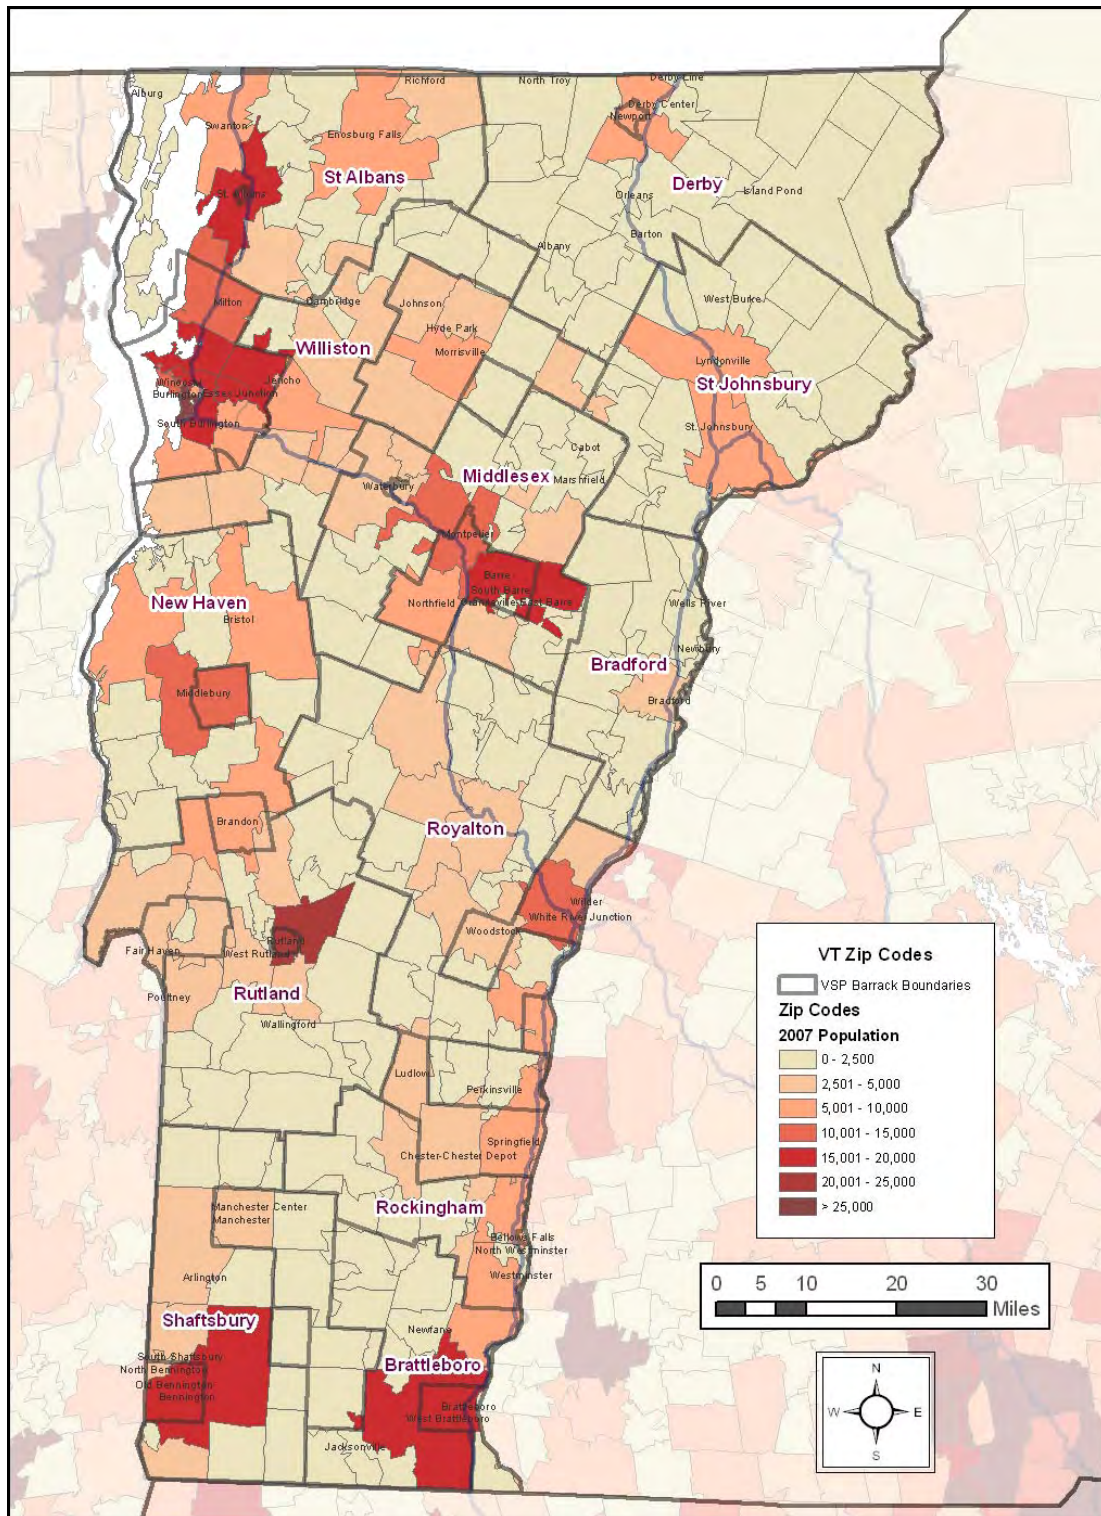 Richford
North Troy
Derby Line
Alburg
Derby Center
Newport
Swanton
Enosburg Falls
St Albans
Derby
St. Albans
Island Pond
Orleans
Barton
Albany
West Burke
Milton
Cambridge
Johnson
Hyde Park
Williston
Morrisville
Lyndonville
Jericho
St Johnsbury
Winooski
Burlington
Essex Junction
South Burlington
St. Johnsbury
Cabot
Middlesex
Marshfield
Waterbury
Montpelier
Barre
South Barre
Northfield
Graniteville-East Barre
Wells River
New Haven
Bristol
Newbury
Bradford
Middlebury
Bradford
Brandon
Royalton
Wilder
White River Junction
Woodstock
Rutland
Fair Haven
West Rutland
Poultney
Rutland
Wallingford
Ludlow
Perkinsville
Springfield
Chester-Chester Depot
Manchester Center
Manchester
Rockingham
Bellows Falls
North Westminster
Westminster
Arlington
Shaftsbury
Newfane
South Shaftsbury
North Bennington
Brattleboro
Old Bennington
Bennington
Brattleboro
West Brattleboro
Jacksonville
VT Zip Codes
VSP Barrack Boundaries
Zip Codes
2007 Population
0 - 2,500
2,501 - 5,000
5,001 - 10,000
10,001 - 15,000
15,001 - 20,000
20,001 - 25,000
> 25,000
0 5 10 20 30
Miles
N
W E
S